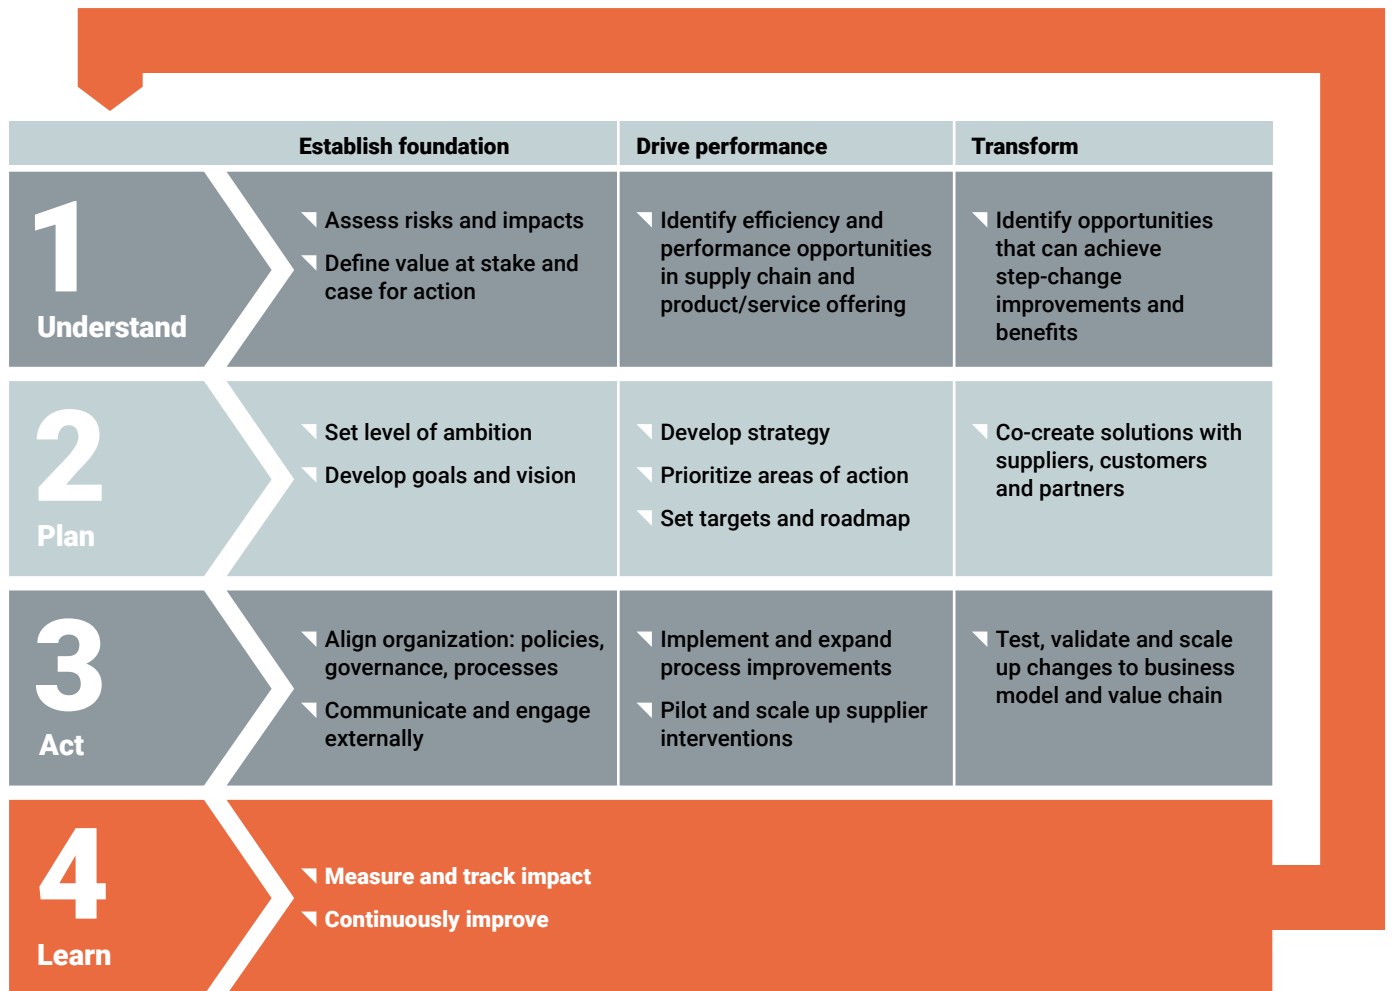 Establish foundation
Drive performance
Transform
1
Understand
Assess risks and impacts
Define value at stake and
case for action
Identify efficiency and
performance opportunities
in supply chain and
product/service offering
Identify opportunities
that can achieve
step-change
improvements and
benefits
2
Plan
Set level of ambition
Develop goals and vision
Develop strategy
Prioritize areas of action
Set targets and roadmap
Co-create solutions with
suppliers, customers
and partners
3
Act
Align organization: policies,
governance, processes
Communicate and engage
externally
Implement and expand
process improvements
Pilot and scale up supplier
interventions
Test, validate and scale
up changes to business
model and value chain
4
Learn
Measure and track impact
Continuously improve